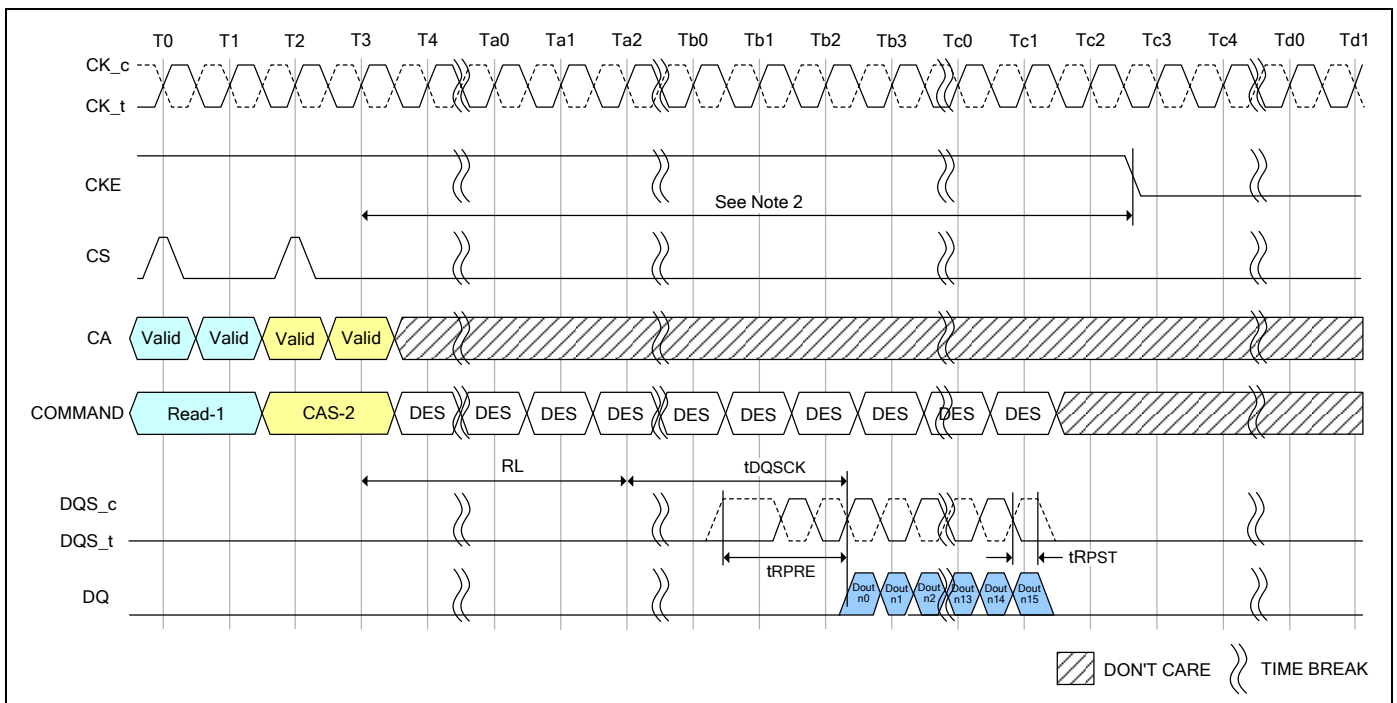 T0 T1 T2 T3 T4 Ta0 Ta1 Ta2 Tb0 Tb1 Tb2 Tb3 Tc0 Tc1 Tc2 Tc3 Tc4 Td0 Td1
CK_c
CK_t
CKE
See Note 2
CS
CA Valid Valid Valid Valid
COMMAND Read-1 CAS-2 DES DES DES DES DES DES DES DES DES DES
RL tDQSCK
DQS_c
DQS_t
tRPRE tRPST
DQ
Dout n0 Dout n1 Dout n2 Dout n13 Dout n14 Dout n15
DON'T CARE TIME BREAK